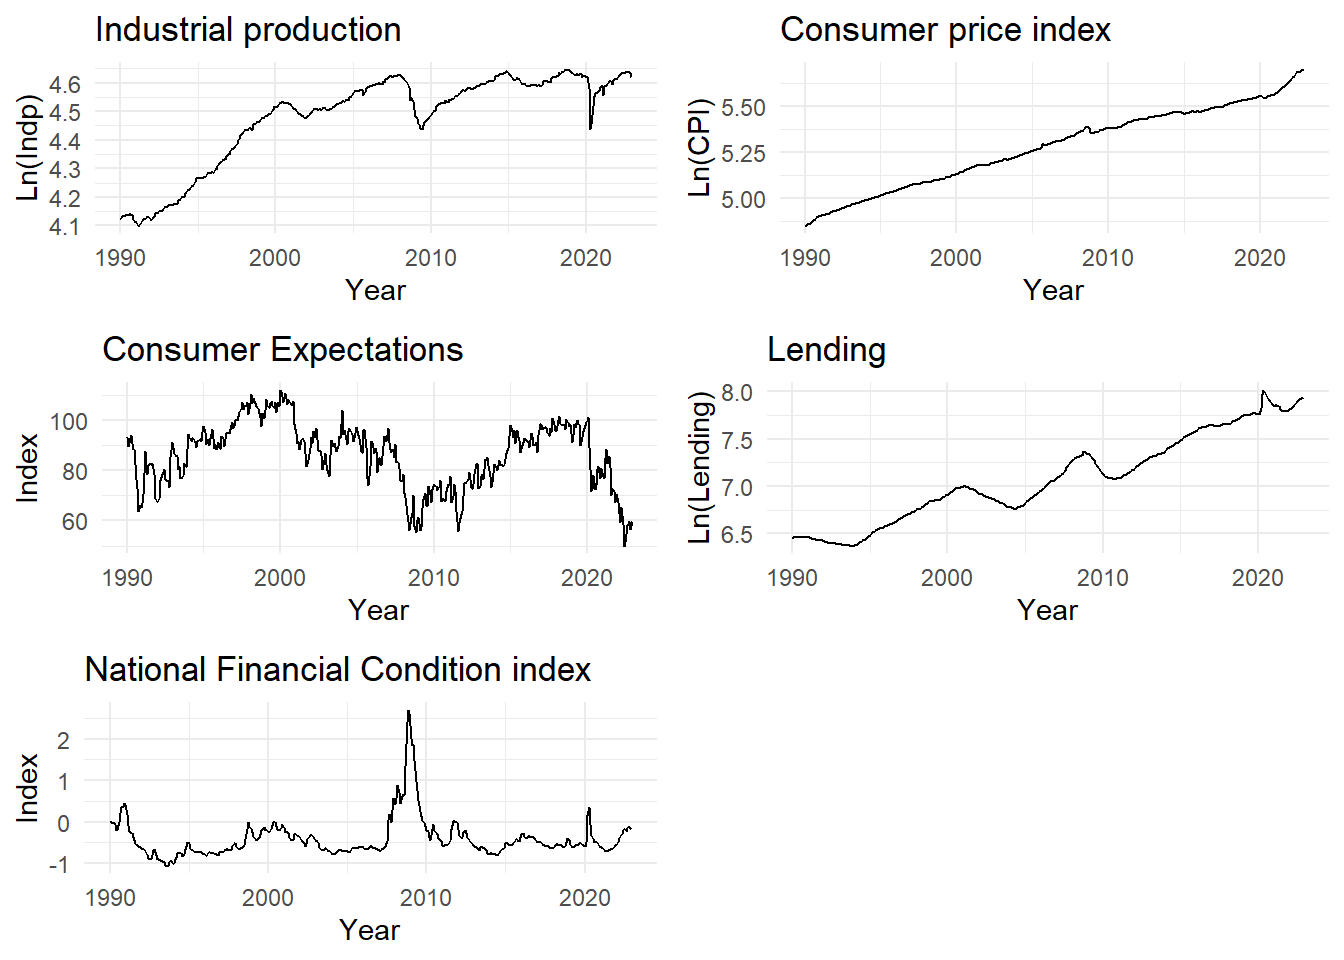 Industrial production
Ln(Indp)
4.6
4.5
4.4
4.3
4.2
4.1
1990 2000 2010 2020
Year
Consumer price index
Ln(CPI)
5.50
5.25
5.00
1990 2000 2010 2020
Year
Consumer Expectations
Index
100
80
60
1990 2000 2010 2020
Year
Lending
Ln(Lending)
8.0
7.5
7.0
6.5
1990 2000 2010 2020
Year
National Financial Condition index
Index
2
1
0
-1
1990 2000 2010 2020
Year